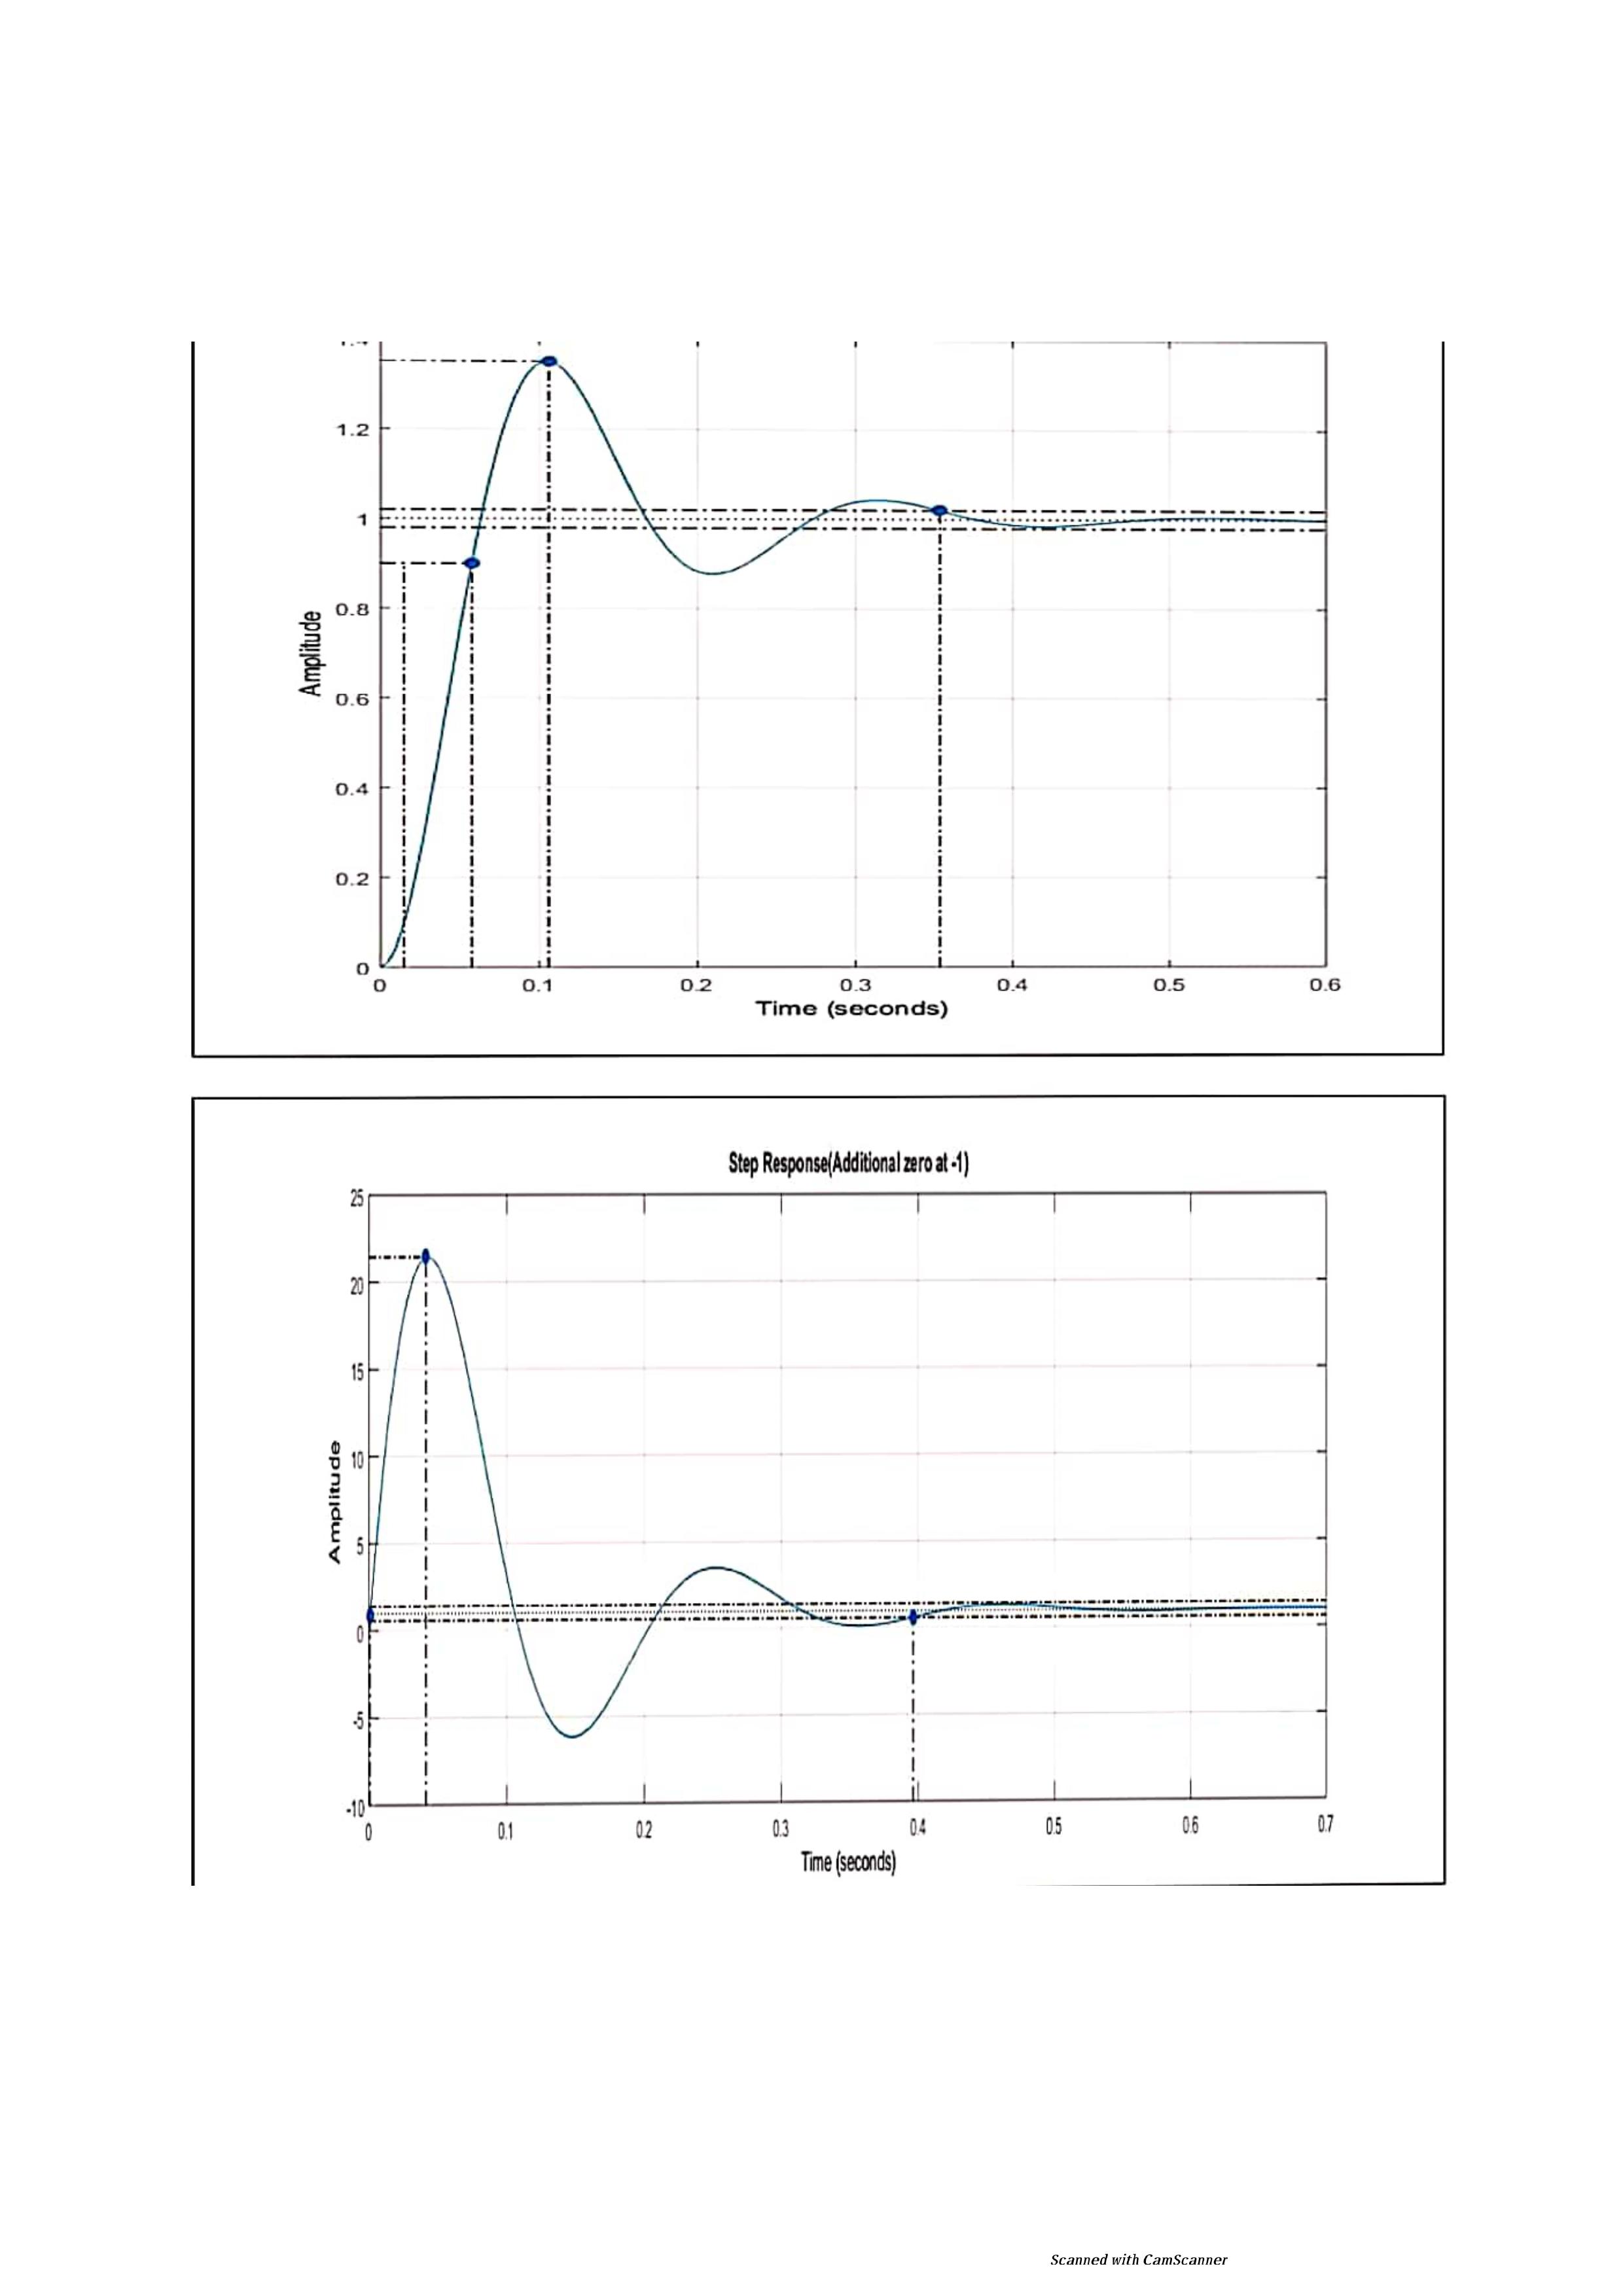 1.2
1
0.8
0.6
0.4
0.2
0
0 0.1 0.2 0.3 0.4 0.5 0.6
Amplitude
Time (seconds)
Step Response(Additional zero at -1)
25
20
15
10
5
0
-5
-10
0 0.1 0.2 0.3 0.4 0.5 0.6 0.7
Amplitude
Time (seconds)
Scanned with CamScanner